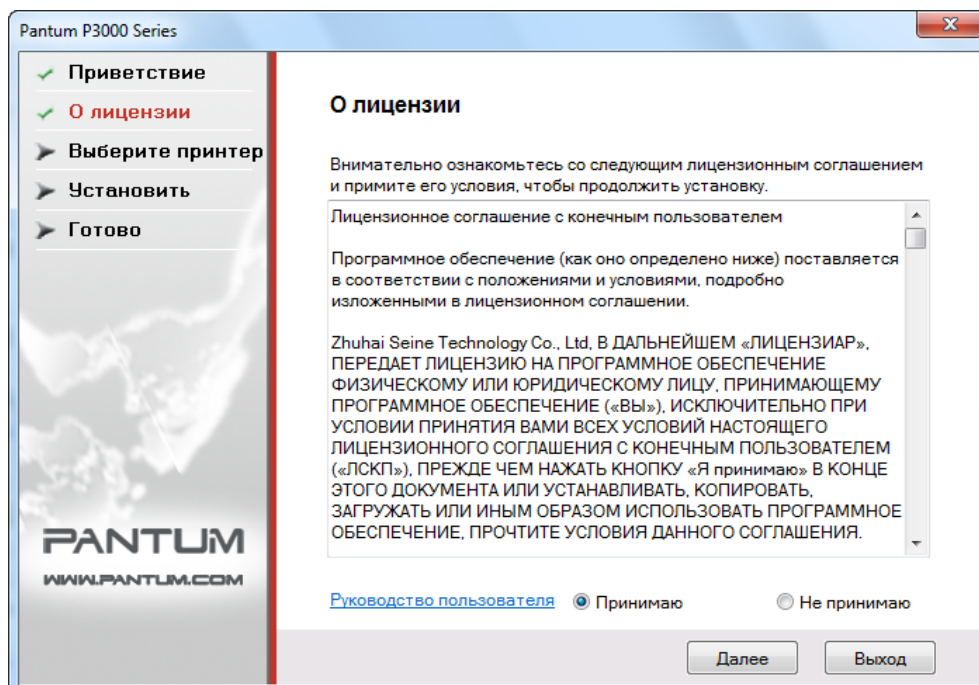 Pantum P3000 Series
Приветствие
О лицензии
Выберите принтер
Установить
Готово
PANTUM
WWW.PANTUM.COM
О лицензии
Внимательно ознакомьтесь со следующим лицензионным соглашением
и примите его условия, чтобы продолжить установку.
Лицензионное соглашение с конечным пользователем
Программное обеспечение (как оно определено ниже) поставляется
в соответствии с положениями и условиями, подробно
изложенными в лицензионном соглашении.
Zhuhai Seine Technology Co., Ltd, В ДАЛЬНЕЙШЕМ «ЛИЦЕНЗИАР»,
ПЕРЕДАЕТ ЛИЦЕНЗИЮ НА ПРОГРАММНОЕ ОБЕСПЕЧЕНИЕ
ФИЗИЧЕСКОМУ ИЛИ ЮРИДИЧЕСКОМУ ЛИЦУ, ПРИНИМАЮЩЕМУ
ПРОГРАММНОЕ ОБЕСПЕЧЕНИЕ («ВЫ»), ИСКЛЮЧИТЕЛЬНО ПРИ
УСЛОВИИ ПРИНЯТИЯ ВАМИ ВСЕХ УСЛОВИЙ НАСТОЯЩЕГО
ЛИЦЕНЗИОННОГО СОГЛАШЕНИЯ С КОНЕЧНЫМ ПОЛЬЗОВАТЕЛЕМ
(«ЛСКП»), ПРЕЖДЕ ЧЕМ НАЖАТЬ КНОПКУ «Я принимаю» В КОНЦЕ
ЭТОГО ДОКУМЕНТА ИЛИ УСТАНАВЛИВАТЬ, КОПИРОВАТЬ,
ЗАГРУЖАТЬ ИЛИ ИНЫМ ОБРАЗОМ ИСПОЛЬЗОВАТЬ ПРОГРАММНОЕ
ОБЕСПЕЧЕНИЕ, ПРОЧТИТЕ УСЛОВИЯ ДАННОГО СОГЛАШЕНИЯ.
Руководство пользователя Принимаю Не принимаю
Далее Выход